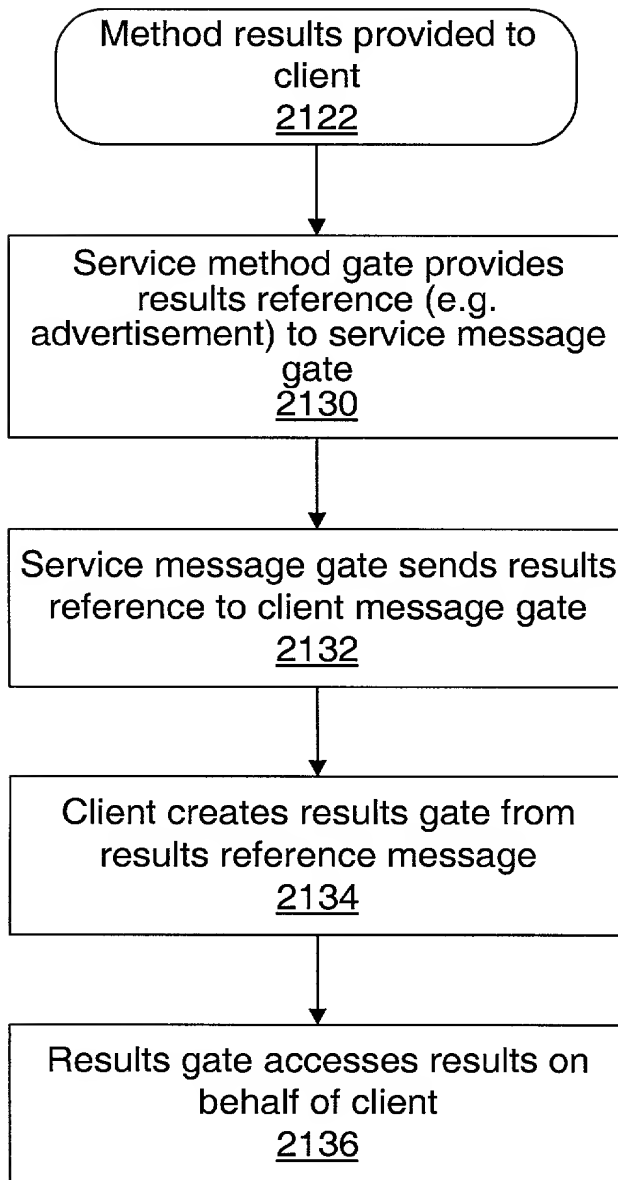 Method results provided to
client
2122
Service method gate provides
results reference (e.g.
advertisement) to service message
gate
2130
Service message gate sends results
reference to client message gate
2132
Client creates results gate from
results reference message
2134
Results gate accesses results on
behalf of client
2136